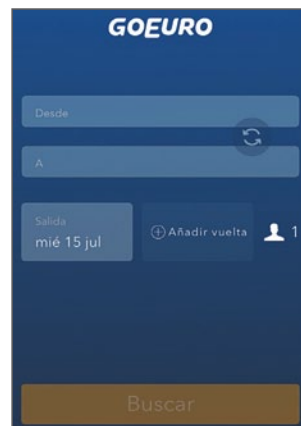 GOEURO
Desde
A
Salida
mié 15 jul
Añadir vuelta
1
Buscar